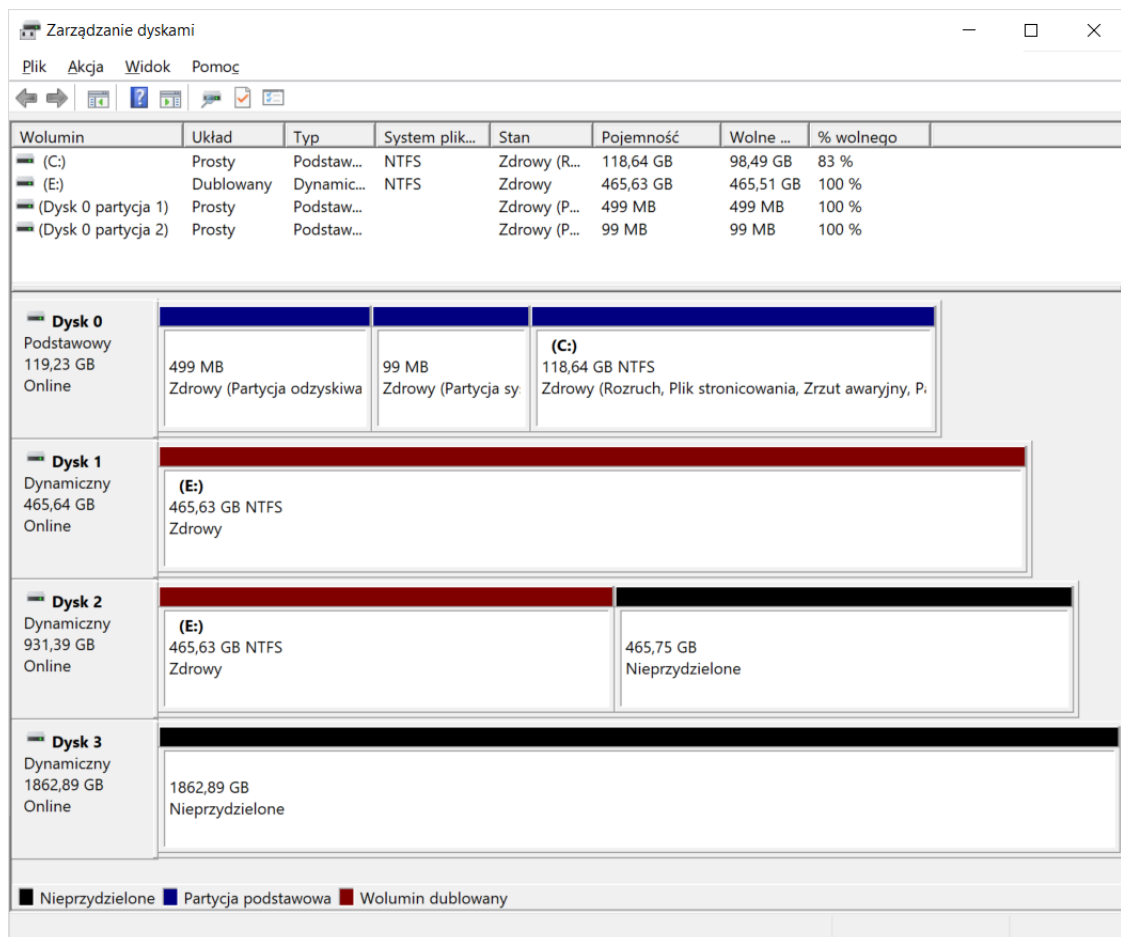 Zarządzanie dyskami
Plik Akcja Widok Pomoc
Wolumin Układ Typ System plik... Stan Pojemność Wolne ... % wolnego
(C:) Prosty Podstaw... NTFS Zdrowy (R... 118,64 GB 98,49 GB 83 %
(E:) Dublowany Dynamic... NTFS Zdrowy 465,63 GB 465,51 GB 100 %
(Dysk 0 partycja 1) Prosty Podstaw... Zdrowy (P... 499 MB 499 MB 100 %
(Dysk 0 partycja 2) Prosty Podstaw... Zdrowy (P... 99 MB 99 MB 100 %
Dysk 0
Podstawowy
119,23 GB
Online
499 MB
Zdrowy (Partycja odzyskiwa
99 MB
Zdrowy (Partycja sy
(C:)
118,64 GB NTFS
Zdrowy (Rozruch, Plik stronicowania, Zrzut awaryjny, Pa
Dysk 1
Dynamiczny
465,64 GB
Online
(E:)
465,63 GB NTFS
Zdrowy
Dysk 2
Dynamiczny
931,39 GB
Online
(E:)
465,63 GB NTFS
Zdrowy
465,75 GB
Nieprzydzielone
Dysk 3
Dynamiczny
1862,89 GB
Online
1862,89 GB
Nieprzydzielone
Nieprzydzielone Partycja podstawowa Wolumin dublowany